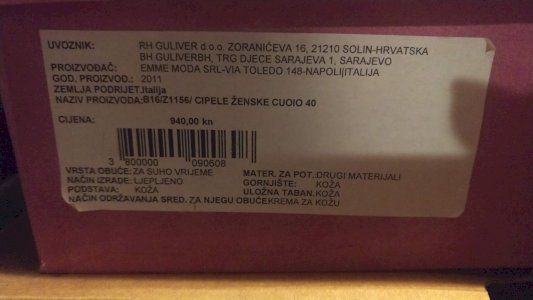 UVOZNIK: RH GULIVER d.o.o. ZORANIĆEVA 16, 21210 SOLIN-HRVATSKA
BH GULIVERBH, TRG DJECE SARAJEVA 1, SARAJEVO
PROIZVOĐAČ: EMME MODA SRL-VIA TOLEDO 148-NAPOLI|ITALIJA
GOD. PROIZVOD.: 2011
ZEMLJA PODRIJET.Italija
NAZIV PROIZVODA:B16/Z1156/ CIPELE ŽENSKE CUOIO 40
CIJENA: 940,00 kn
3 800000 090608
VRSTA OBUĆE:ZA SUHO VRIJEME MATER. ZA POT.:DRUGI MATERIJALI
NAČIN IZRADE:LJEPLJENO GORNJIŠTE: KOŽA
PODSTAVA: KOŽA ULOŽNA TABAN.KOŽA
NAČIN ODRŽAVANJA SRED. ZA NJEGU OBUĆE:KREMA ZA KOŽU